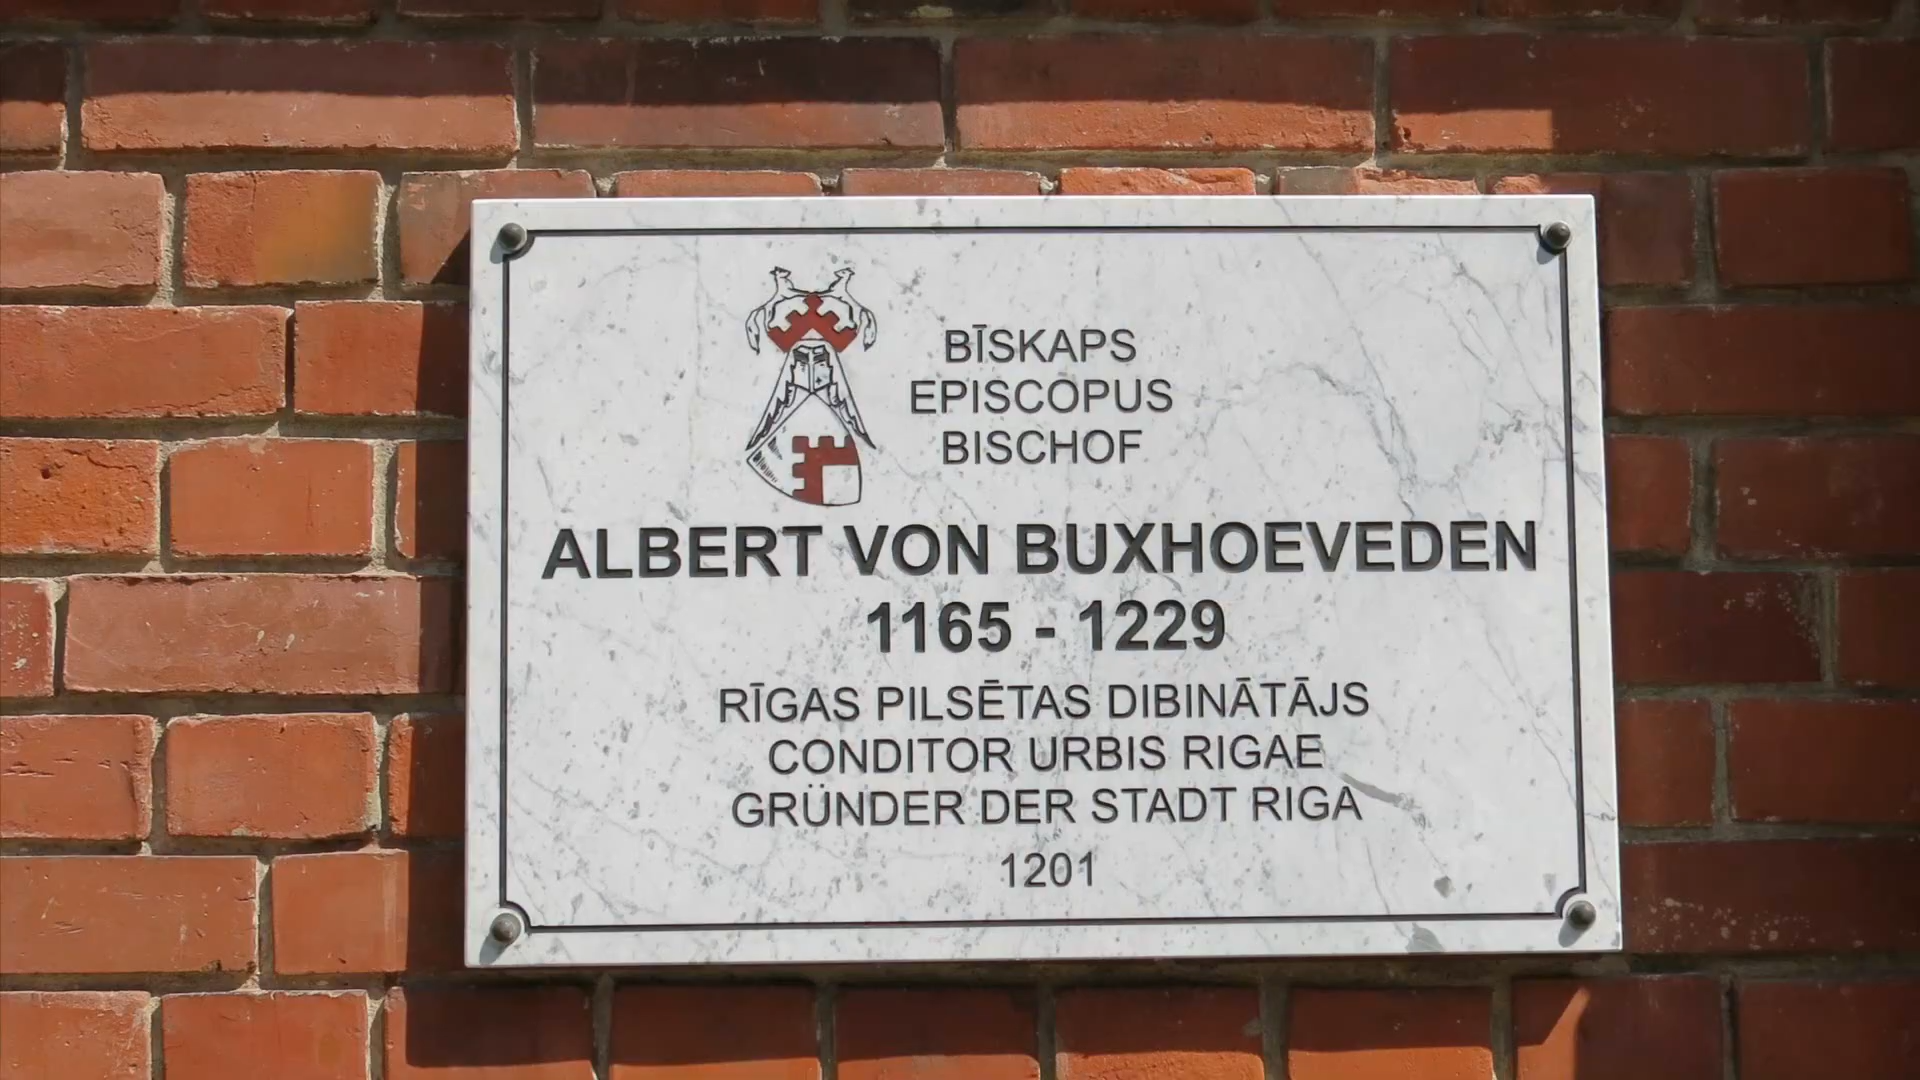 BĪSKAPS
EPISCOPUS
BISCHOF
ALBERT VON BUXHOEVEDEN
1165 - 1229
RĪGAS PILSĒTAS DIBINĀTĀJS
CONDITOR URBIS RIGAE
GRÜNDER DER STADT RIGA
1201